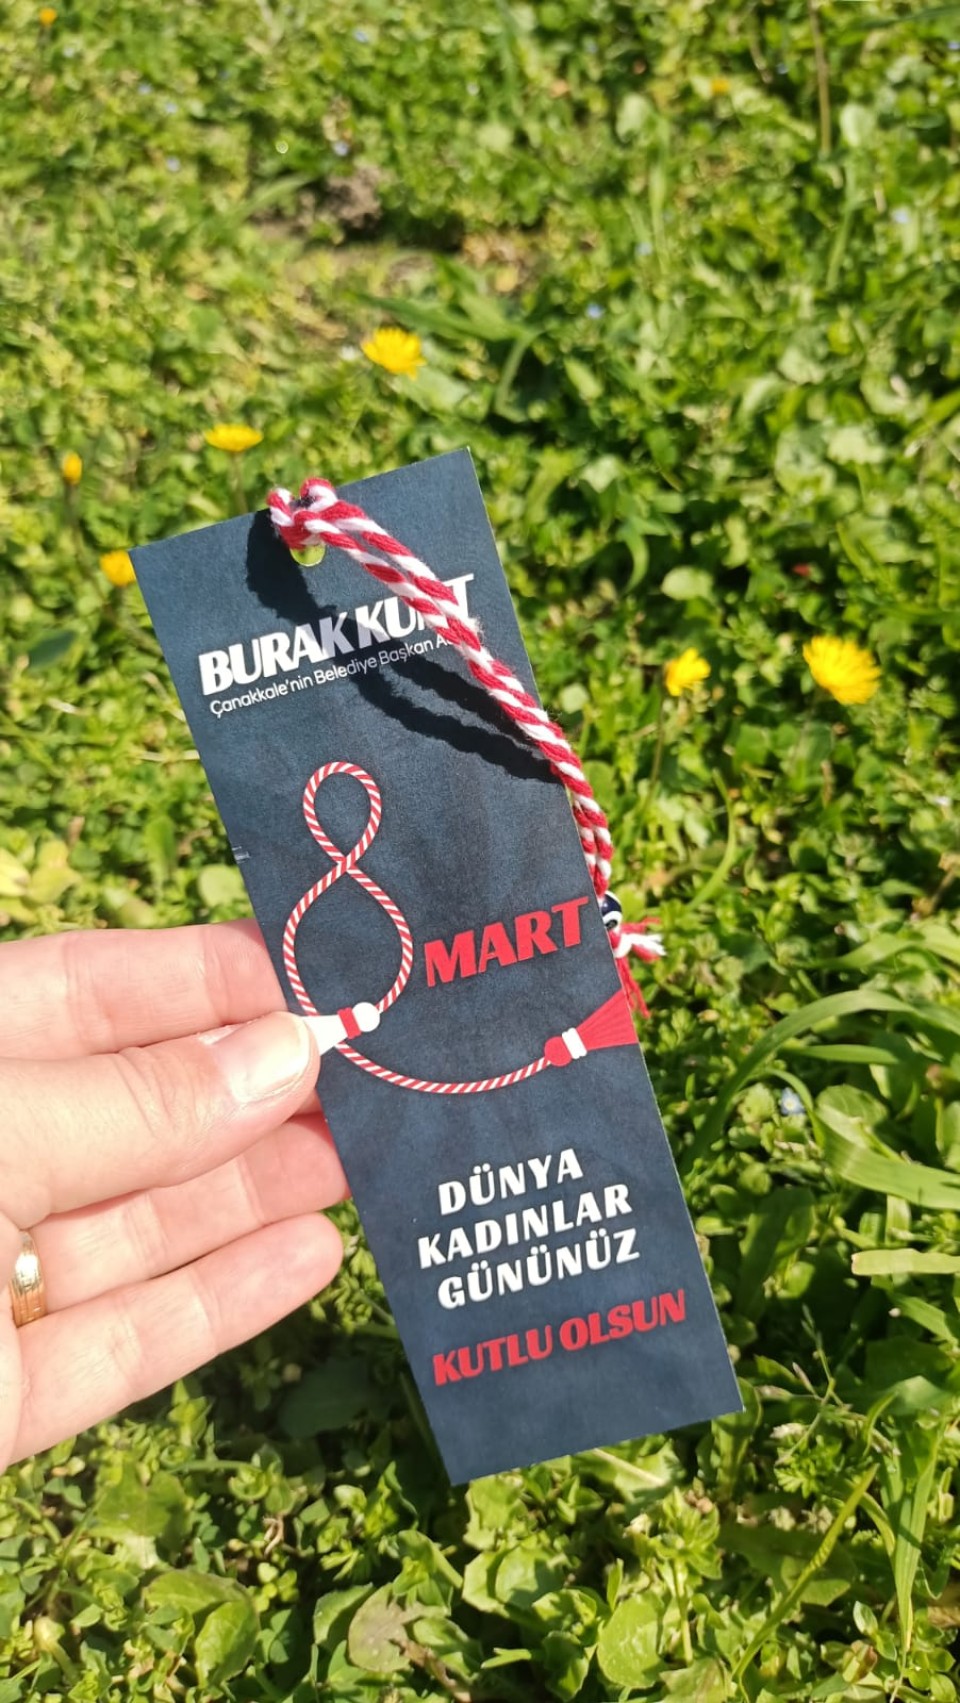 BURAK
Çanakkale'nin Belediye Başkan
8 MART
DÜNYA
KADINLAR
GÜNÜNÜZ
KUTLU OLSUN